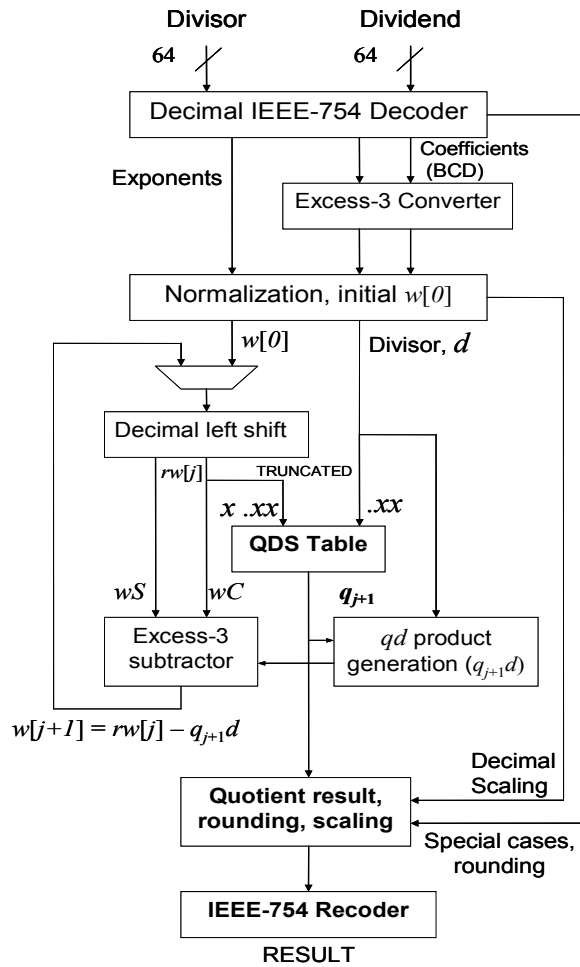 Divisor
Dividend
64
64
Decimal IEEE-754 Decoder
Coefficients
(BCD)
Exponents
Excess-3 Converter
Normalization, initial w[0]
w[0]
Divisor, d
Decimal left shift
rw[j]
TRUNCATED
x .xx
.xx
QDS Table
wS
wC
qj+1
Excess-3
subtractor
qd product
generation (qj+1d)
w[j+1] = rw[j] – qj+1d
Decimal
Scaling
Quotient result,
rounding, scaling
Special cases,
rounding
IEEE-754 Recoder
RESULT